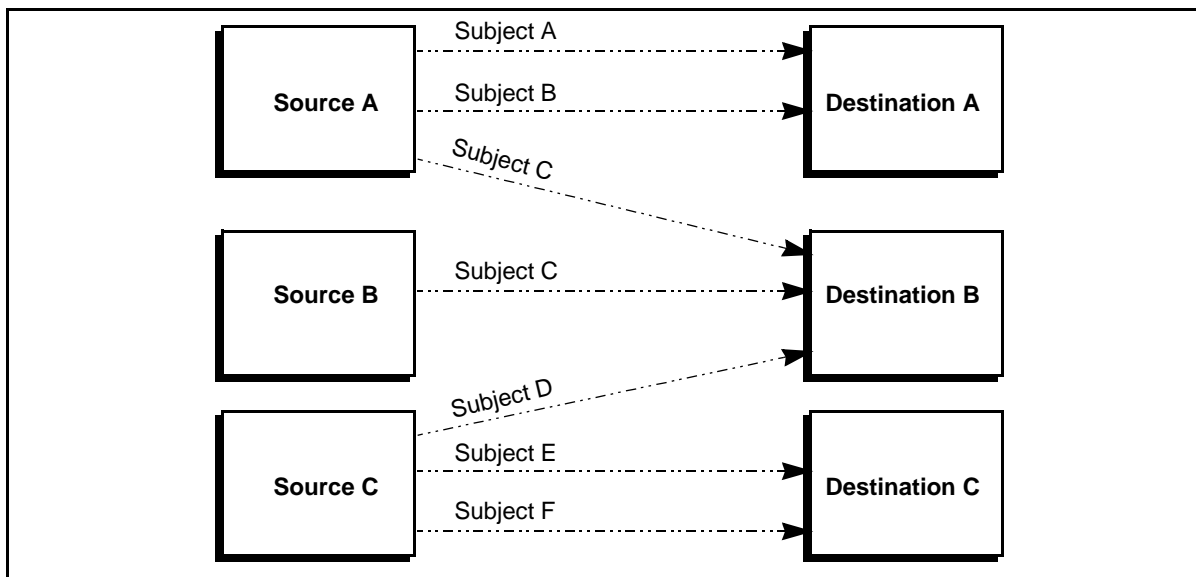 Subject A
Source A
Destination A
Subject B
Subject C
Source B
Subject C
Destination B
Subject D
Source C
Subject E
Destination C
Subject F